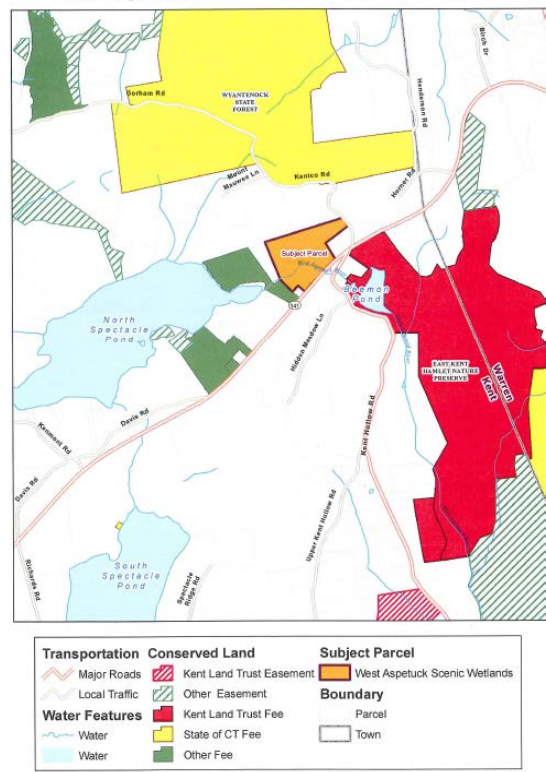 Birch Dr
Gorham Rd
WYANTENOCK
STATE
FOREST
Henderson Rd
Mount
Mauwee Ln
Kenico Rd
Horner Rd
Subject Parcel
Beeman
Pond
North
Spectacle
Pond
341
Hidden Meadow Ln
EAST KENT
HAMLET NATURE
PRESERVE
Warren
Kent
Kent Hollow Rd
Davis Rd
Kenmont Rd
Davis Rd
Upper Kent Hollow Rd
South
Spectacle
Pond
Richards Rd
Spectacle
Ridge Rd
Transportation
Major Roads
Local Traffic
Water Features
Water
Water
Conserved Land
Kent Land Trust Easement
Other Easement
Kent Land Trust Fee
State of CT Fee
Other Fee
Subject Parcel
West Aspetuck Scenic Wetlands
Boundary
Parcel
Town